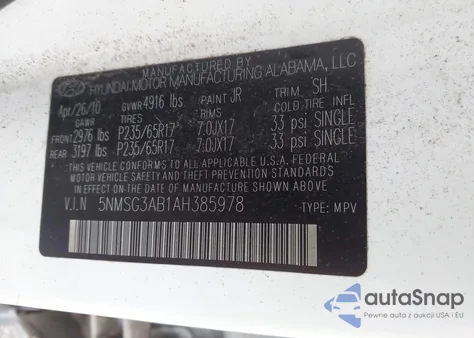 MANUFACTURED BY
HYUNDAI MOTOR MANUFACTURING ALABAMA, LLC
Apr/26/10 GVWR 4916 lbs PAINT JR TRIM SH
GAWR TIRES RIMS COLD TIRE INFL
FRONT 2976 lbs P235/65R17 7.0JX17 33 psi SINGLE
REAR 3197 lbs P235/65R17 7.0JX17 33 psi SINGLE
THIS VEHICLE CONFORMS TO ALL APPLICABLE U.S. FEDERAL
MOTOR VEHICLE SAFETY AND THEFT PREVENTION STANDARDS
IN EFFECT ON THE DATE OF MANUFACTURE SHOWN ABOVE.
V.I.N 5NMSG3AB1AH385978 TYPE: MPV
autoSnap
Pewne auta z aukcji USA i EU